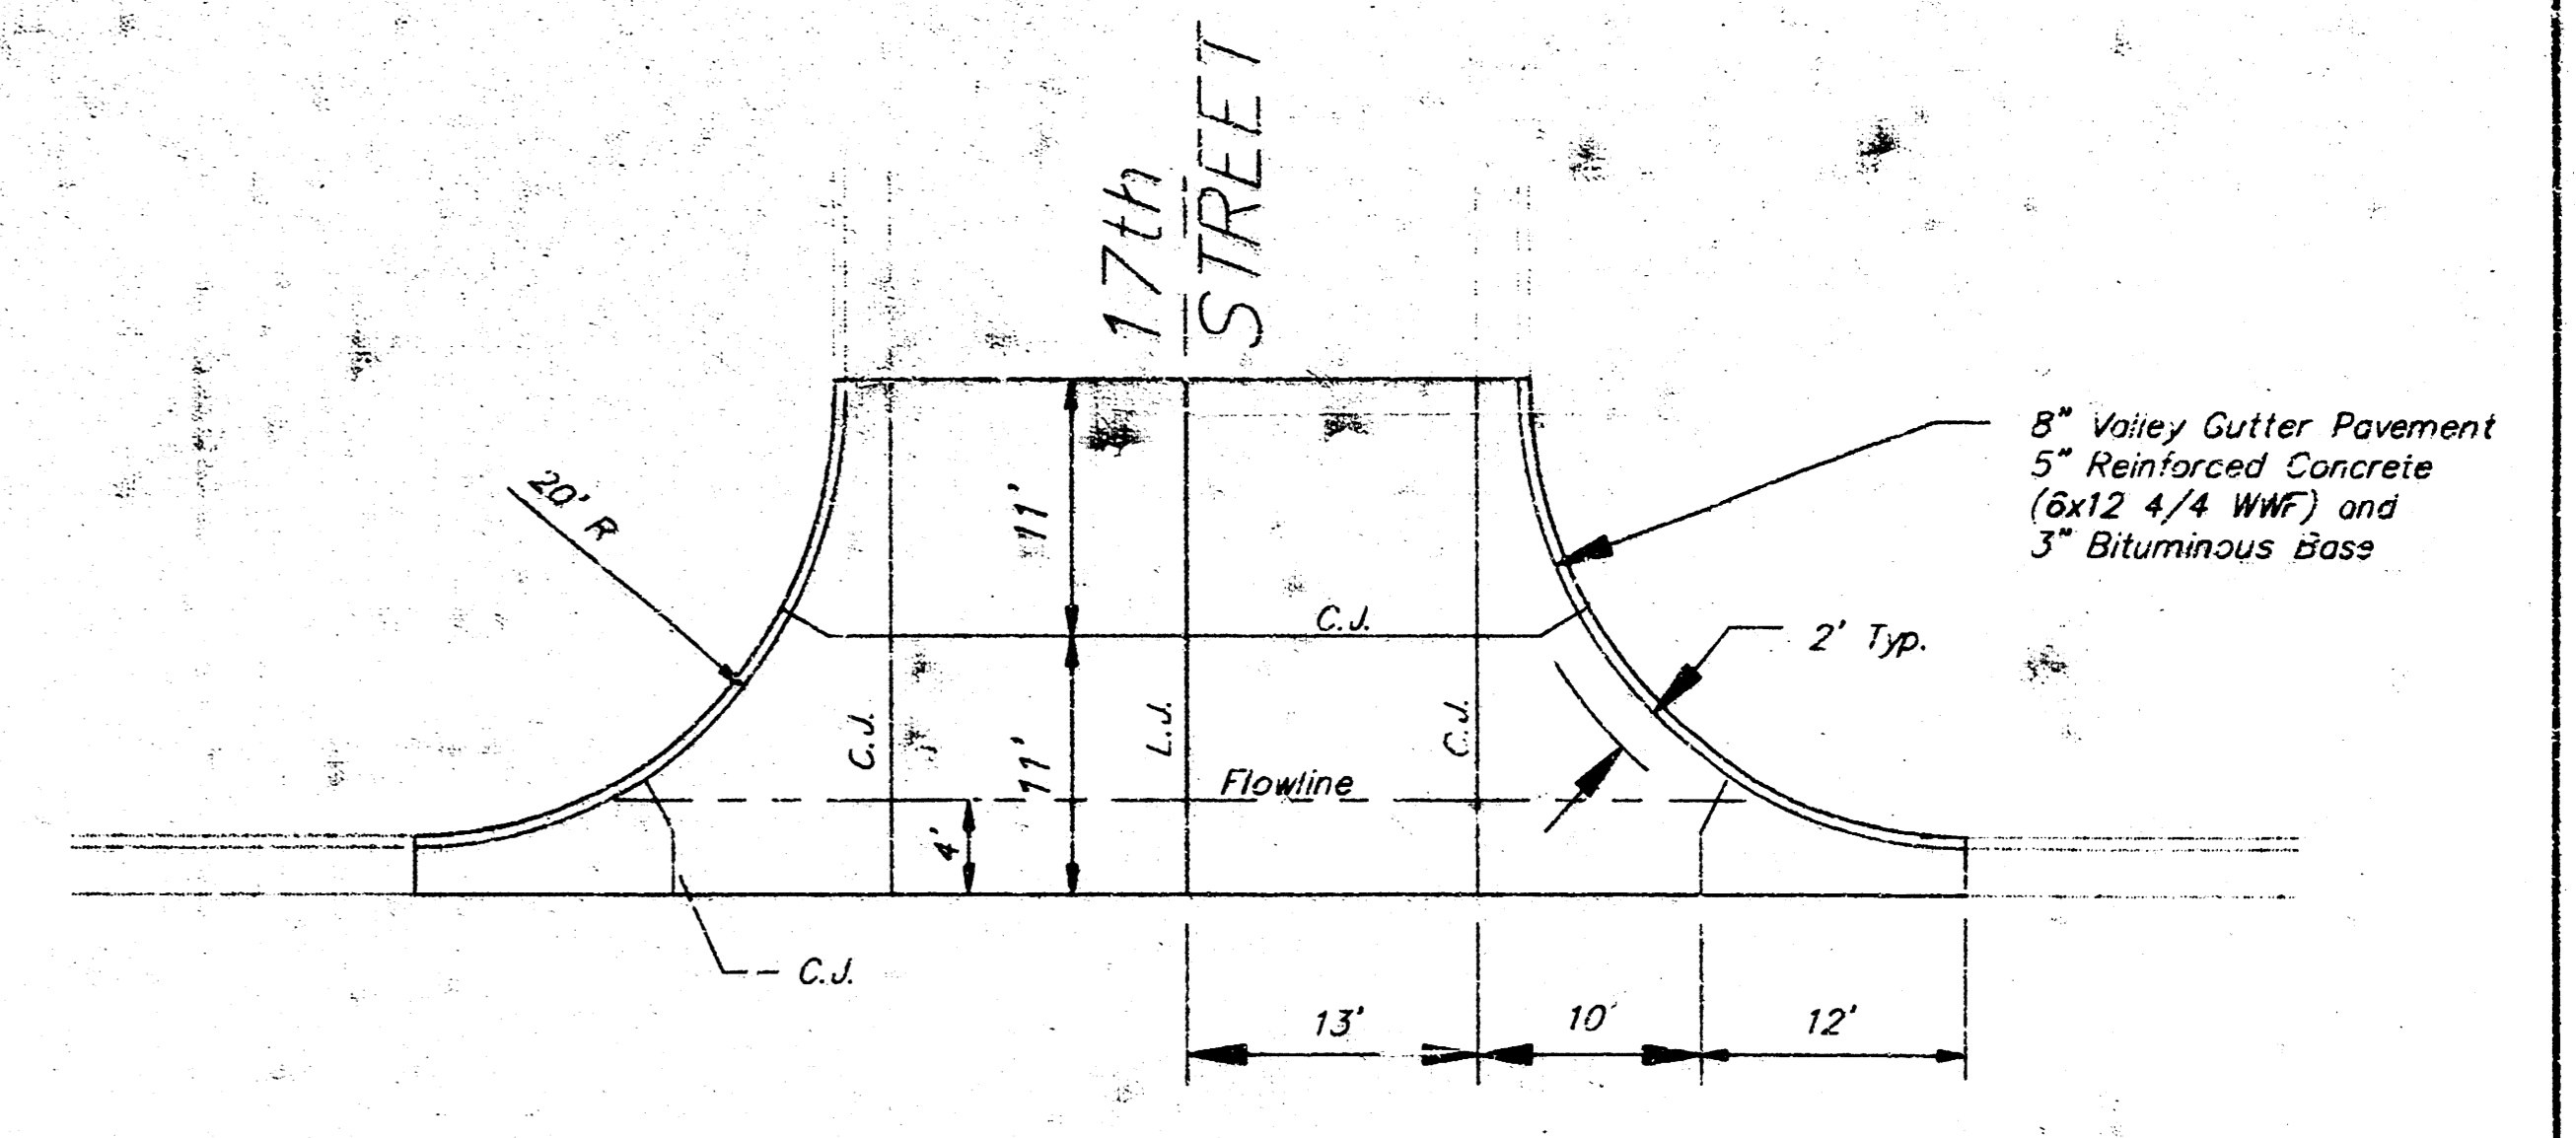 17th
STREET
8" Valley Gutter Pavement
5" Reinforced Concrete
(6x12 4/4 WWF) and
3" Bituminous Base
20' R
11'
C.J.
2' Typ.
C.J.
L.J.
C.J.
11'
Flowline
4'
C.J.
13'
10'
12'